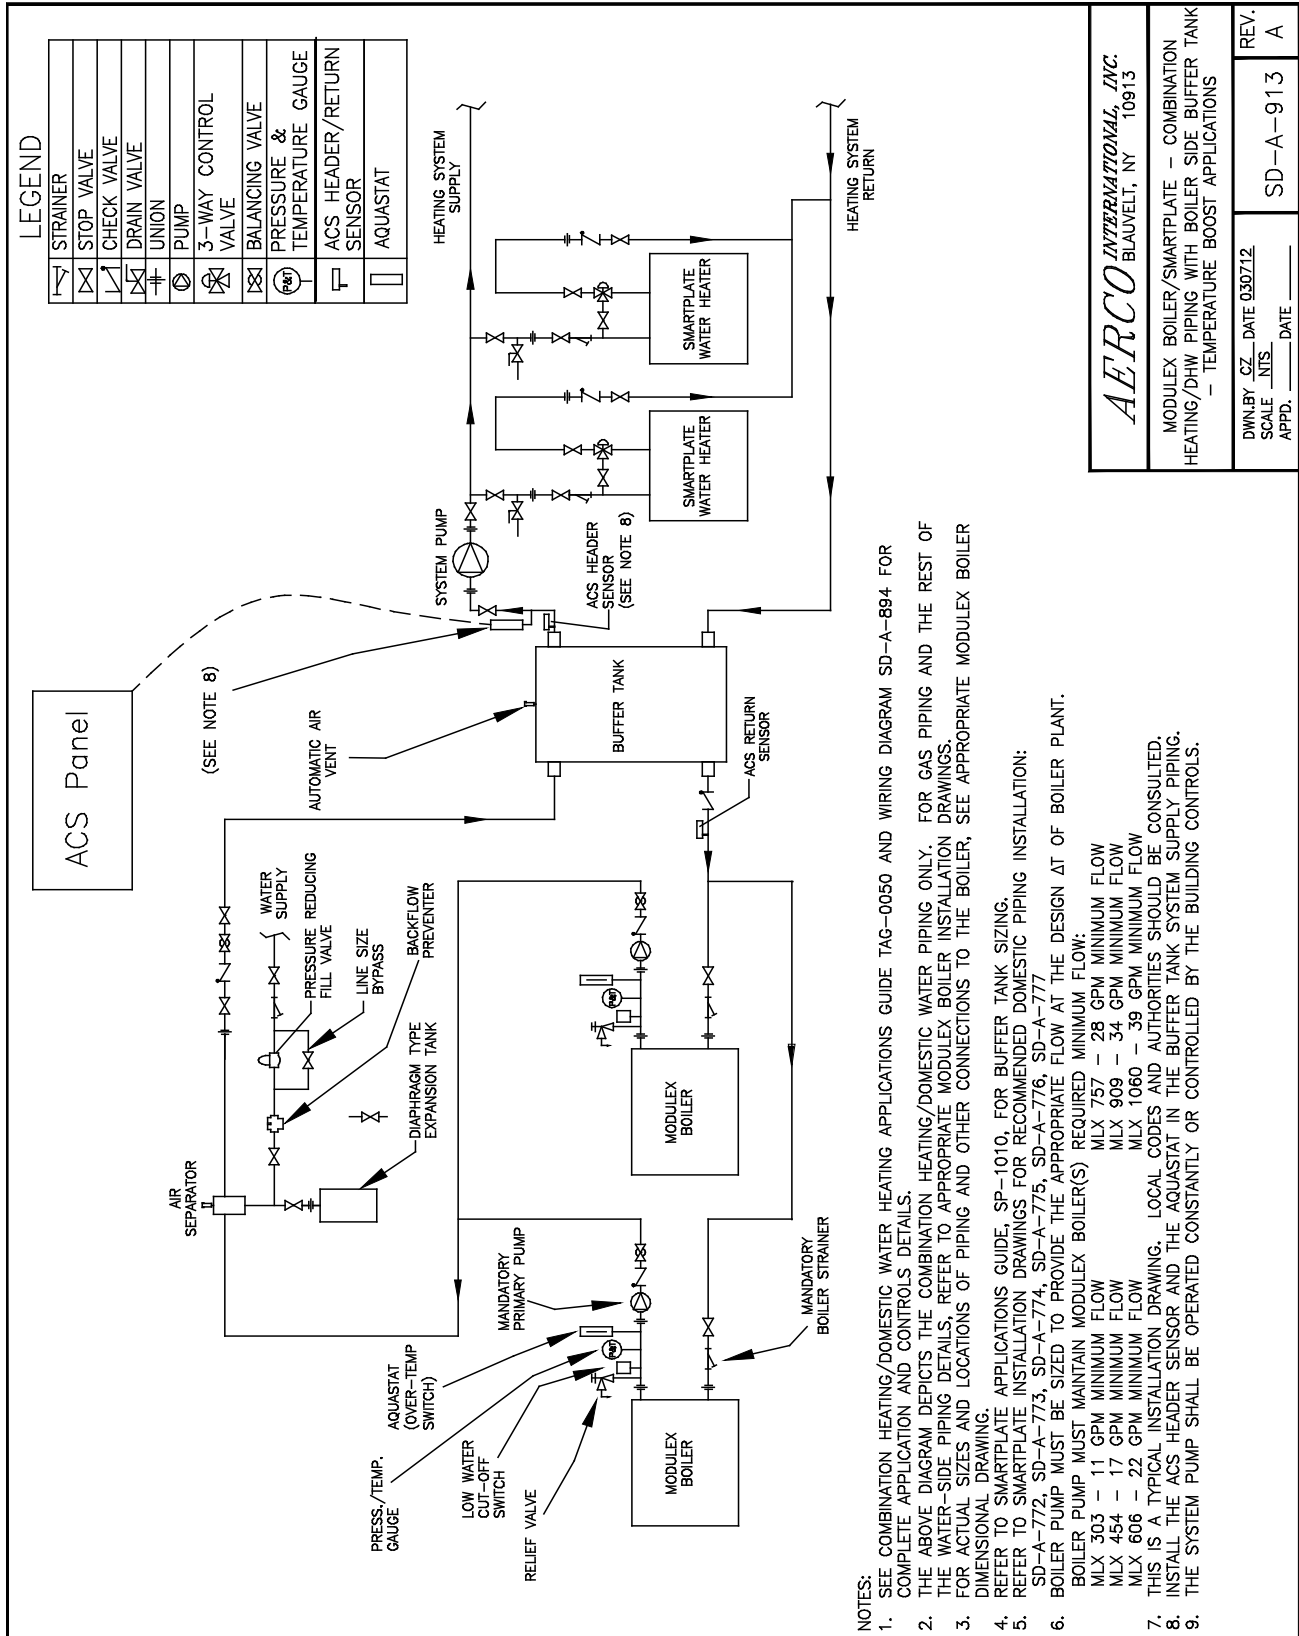 LEGEND
STRAINER
STOP VALVE
CHECK VALVE
DRAIN VALVE
UNION
PUMP
3-WAY CONTROL
VALVE
BALANCING VALVE
P&T
PRESSURE &
TEMPERATURE GAUGE
ACS HEADER/RETURN
SENSOR
AQUASTAT
ACS Panel
(SEE NOTE 8)
AUTOMATIC AIR
VENT
SYSTEM PUMP
HEATING SYSTEM
SUPPLY
HEATING SYSTEM
RETURN
ACS HEADER
SENSOR
(SEE NOTE 8)
SMARTPLATE
WATER HEATER
SMARTPLATE
WATER HEATER
BUFFER TANK
ACS RETURN
SENSOR
WATER
SUPPLY
PRESSURE REDUCING
FILL VALVE
LINE SIZE
BYPASS
BACKFLOW
PREVENTER
DIAPHRAGM TYPE
EXPANSION TANK
AIR
SEPARATOR
MANDATORY
PRIMARY PUMP
AQUASTAT
(OVER-TEMP
SWITCH)
PRESS./TEMP.
GAUGE
LOW WATER
CUT-OFF
SWITCH
RELIEF VALVE
P&T
P&T
MODULEX
BOILER
MODULEX
BOILER
MANDATORY
BOILER STRAINER
NOTES:
1. SEE COMBINATION HEATING/DOMESTIC WATER HEATING APPLICATIONS GUIDE TAG-0050 AND WIRING DIAGRAM SD-A-894 FOR
COMPLETE APPLICATION AND CONTROLS DETAILS.
2. THE ABOVE DIAGRAM DEPICTS THE COMBINATION HEATING/DOMESTIC WATER PIPING ONLY. FOR GAS PIPING AND THE REST OF
THE WATER-SIDE PIPING DETAILS, REFER TO APPROPRIATE MODULEX BOILER INSTALLATION DRAWINGS.
3. FOR ACTUAL SIZES AND LOCATIONS OF PIPING AND OTHER CONNECTIONS TO THE BOILER, SEE APPROPRIATE MODULEX BOILER
DIMENSIONAL DRAWING.
4. REFER TO SMARTPLATE APPLICATIONS GUIDE, SP-1010, FOR BUFFER TANK SIZING.
5. REFER TO SMARTPLATE INSTALLATION DRAWINGS FOR RECOMMENDED DOMESTIC PIPING INSTALLATION:
SD-A-772, SD-A-773, SD-A-774, SD-A-775, SD-A-776, SD-A-777
6. BOILER PUMP MUST BE SIZED TO PROVIDE THE APPROPRIATE FLOW AT THE DESIGN ΔT OF BOILER PLANT.
BOILER PUMP MUST MAINTAIN MODULEX BOILER(S) REQUIRED MINIMUM FLOW:
MLX 303 - 11 GPM MINIMUM FLOW MLX 757 - 28 GPM MINIMUM FLOW
MLX 454 - 17 GPM MINIMUM FLOW MLX 909 - 34 GPM MINIMUM FLOW
MLX 606 - 22 GPM MINIMUM FLOW MLX 1060 - 39 GPM MINIMUM FLOW
7. THIS IS A TYPICAL INSTALLATION DRAWING. LOCAL CODES AND AUTHORITIES SHOULD BE CONSULTED.
8. INSTALL THE ACS HEADER SENSOR AND THE AQUASTAT IN THE BUFFER TANK SYSTEM SUPPLY PIPING.
9. THE SYSTEM PUMP SHALL BE OPERATED CONSTANTLY OR CONTROLLED BY THE BUILDING CONTROLS.
AERCO INTERNATIONAL, INC.
BLAUVELT, NY 10913
MODULEX BOILER/SMARTPLATE - COMBINATION
HEATING/DHW PIPING WITH BOILER SIDE BUFFER TANK
- TEMPERATURE BOOST APPLICATIONS
DWN.BY CZ DATE 030712
SCALE NTS
APPD. DATE
SD-A-913
REV.
A